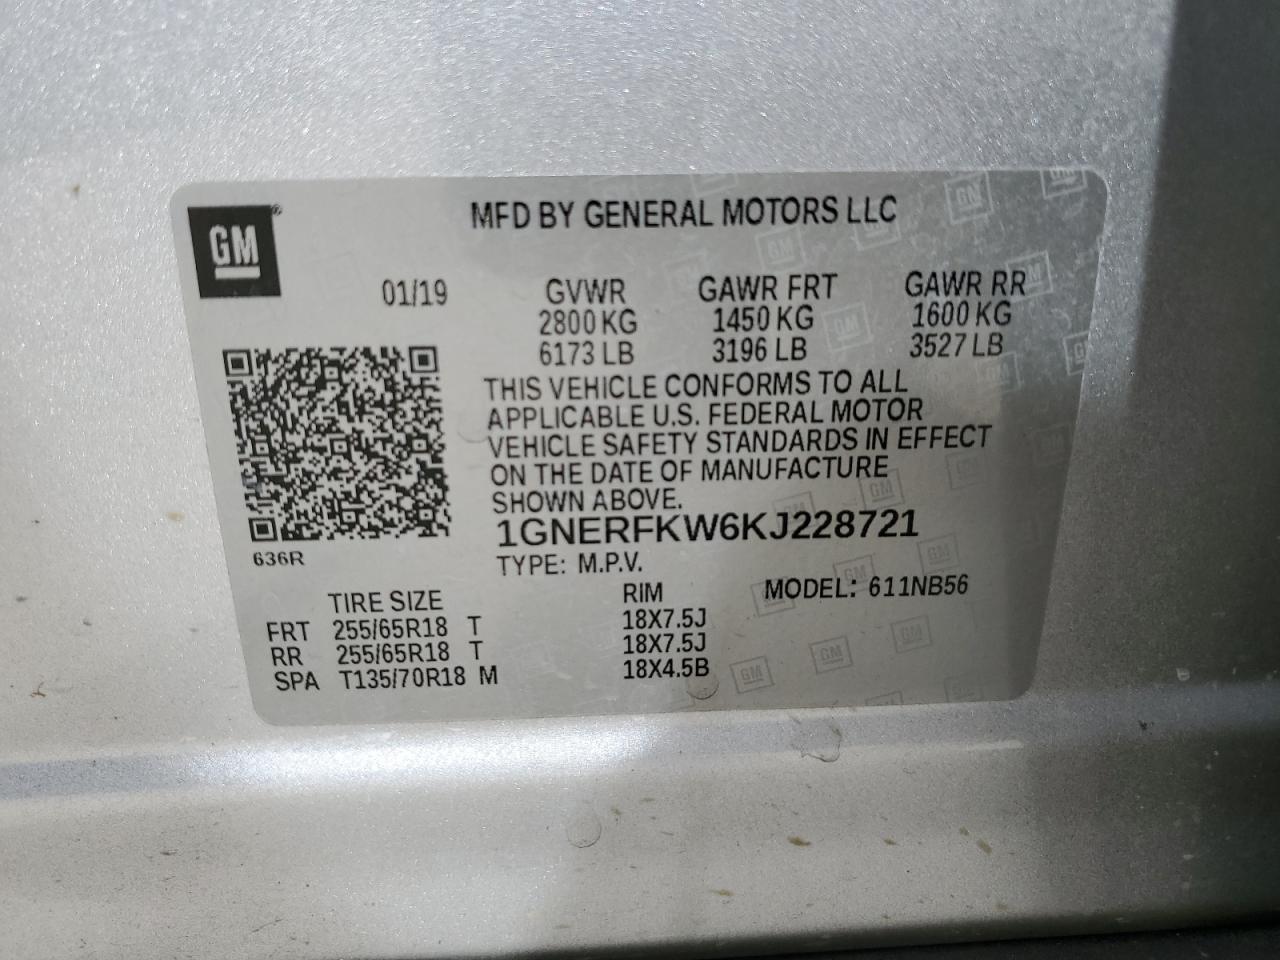 MFD BY GENERAL MOTORS LLC
GM
01/19 GVWR GAWR FRT GAWR RR
2800 KG 1450 KG 1600 KG
6173 LB 3196 LB 3527 LB
THIS VEHICLE CONFORMS TO ALL
APPLICABLE U.S. FEDERAL MOTOR
VEHICLE SAFETY STANDARDS IN EFFECT
ON THE DATE OF MANUFACTURE
SHOWN ABOVE.
1GNERFKW6KJ228721
636R
TYPE: M.P.V.
TIRE SIZE RIM MODEL: 611NB56
FRT 255/65R18 T 18X7.5J
RR 255/65R18 T 18X7.5J
SPA T135/70R18 M 18X4.5B